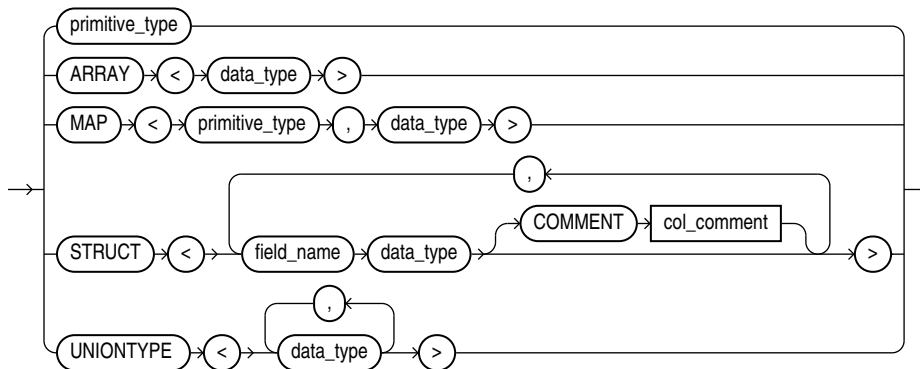 primitive_type
ARRAY < data_type >
MAP < primitive_type , data_type >
,
COMMENT col_comment
STRUCT < field_name data_type >
,
UNIONTYPE < data_type >